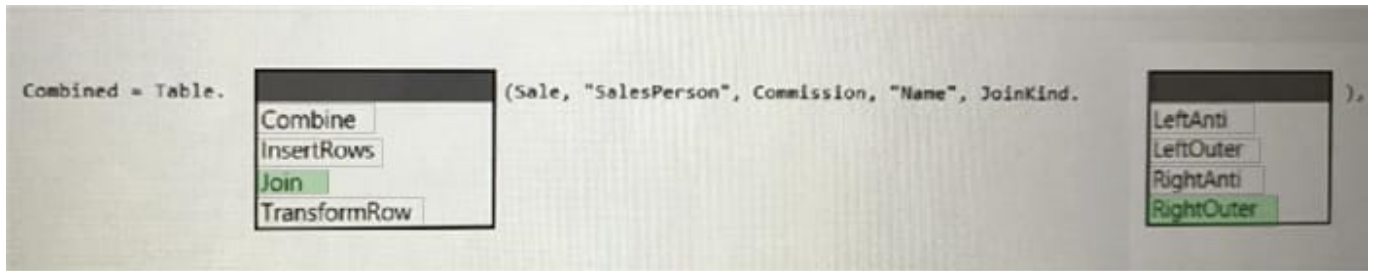 Combined = Table. (Sale, "SalesPerson", Commission, "Name", JoinKind. ),
Combine
InsertRows
Join
TransformRow
LeftAnti
LeftOuter
RightAnti
RightOuter